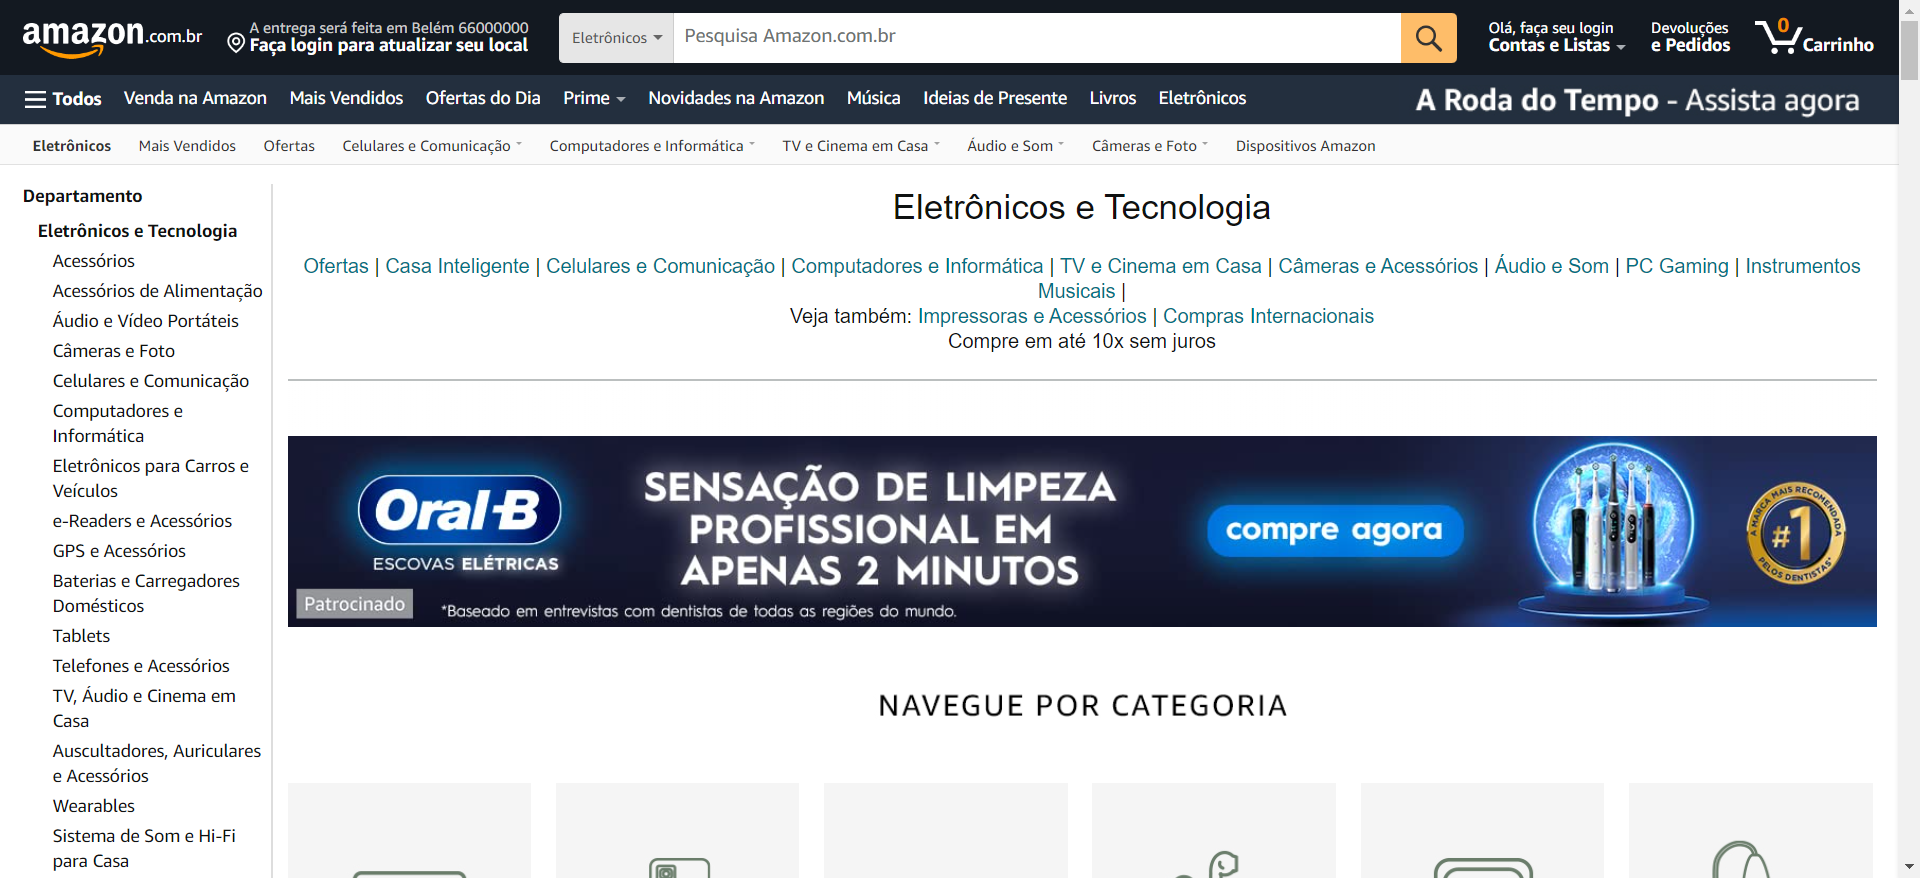 amazon.com.br
A entrega será feita em Belém 66000000
Faça login para atualizar seu local
Eletrônicos
Pesquisa Amazon.com.br
Olá, faça seu login
Contas e Listas
Devoluções
e Pedidos
0
Carrinho
Todos
Venda na Amazon
Mais Vendidos
Ofertas do Dia
Prime
Novidades na Amazon
Música
Ideias de Presente
Livros
Eletrônicos
A Roda do Tempo - Assista agora
Eletrônicos
Mais Vendidos
Ofertas
Celulares e Comunicação
Computadores e Informática
TV e Cinema em Casa
Áudio e Som
Câmeras e Foto
Dispositivos Amazon
Departamento
Eletrônicos e Tecnologia
Acessórios
Acessórios de Alimentação
Áudio e Vídeo Portáteis
Câmeras e Foto
Celulares e Comunicação
Computadores e
Informática
Eletrônicos para Carros e
Veículos
e-Readers e Acessórios
GPS e Acessórios
Baterias e Carregadores
Domésticos
Tablets
Telefones e Acessórios
TV, Áudio e Cinema em
Casa
Auscultadores, Auriculares
e Acessórios
Wearables
Sistema de Som e Hi-Fi
para Casa
Eletrônicos e Tecnologia
Ofertas | Casa Inteligente | Celulares e Comunicação | Computadores e Informática | TV e Cinema em Casa | Câmeras e Acessórios | Áudio e Som | PC Gaming | Instrumentos
Musicais |
Veja também: Impressoras e Acessórios | Compras Internacionais
Compre em até 10x sem juros
Oral-B
ESCOVAS ELÉTRICAS
SENSAÇÃO DE LIMPEZA
PROFISSIONAL EM
APENAS 2 MINUTOS
*Baseado em entrevistas com dentistas de todas as regiões do mundo.
Patrocinado
compre agora
A MARCA MAIS RECOMENDADA
#1
PELOS DENTISTAS*
NAVEGUE POR CATEGORIA